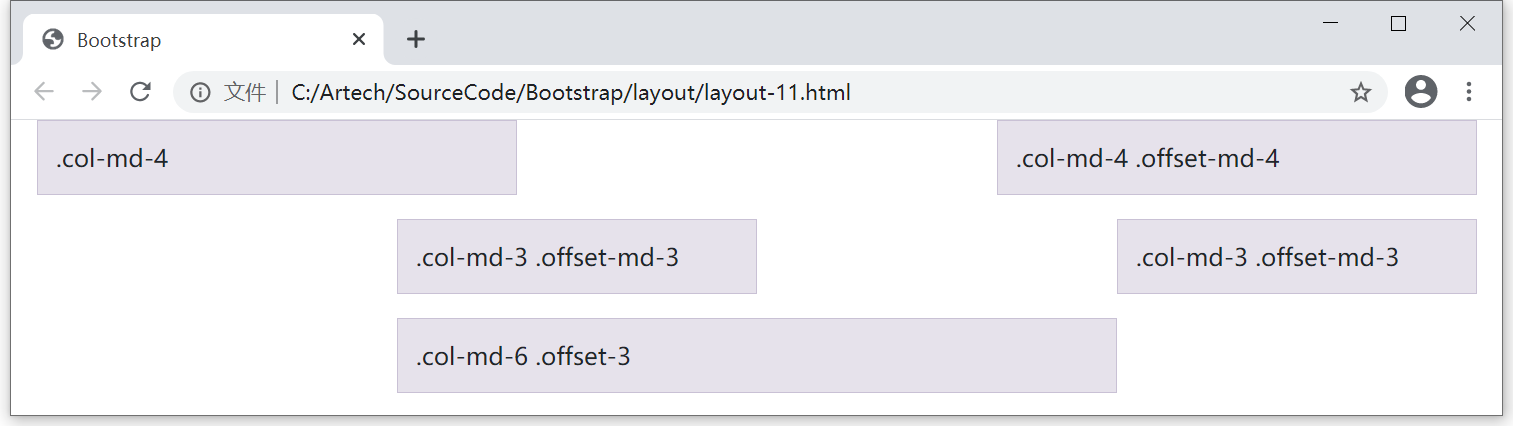 Bootstrap
文件 C:/Artech/SourceCode/Bootstrap/layout/layout-11.html
.col-md-4 .col-md-4 .offset-md-4
.col-md-3 .offset-md-3 .col-md-3 .offset-md-3
.col-md-6 .offset-3